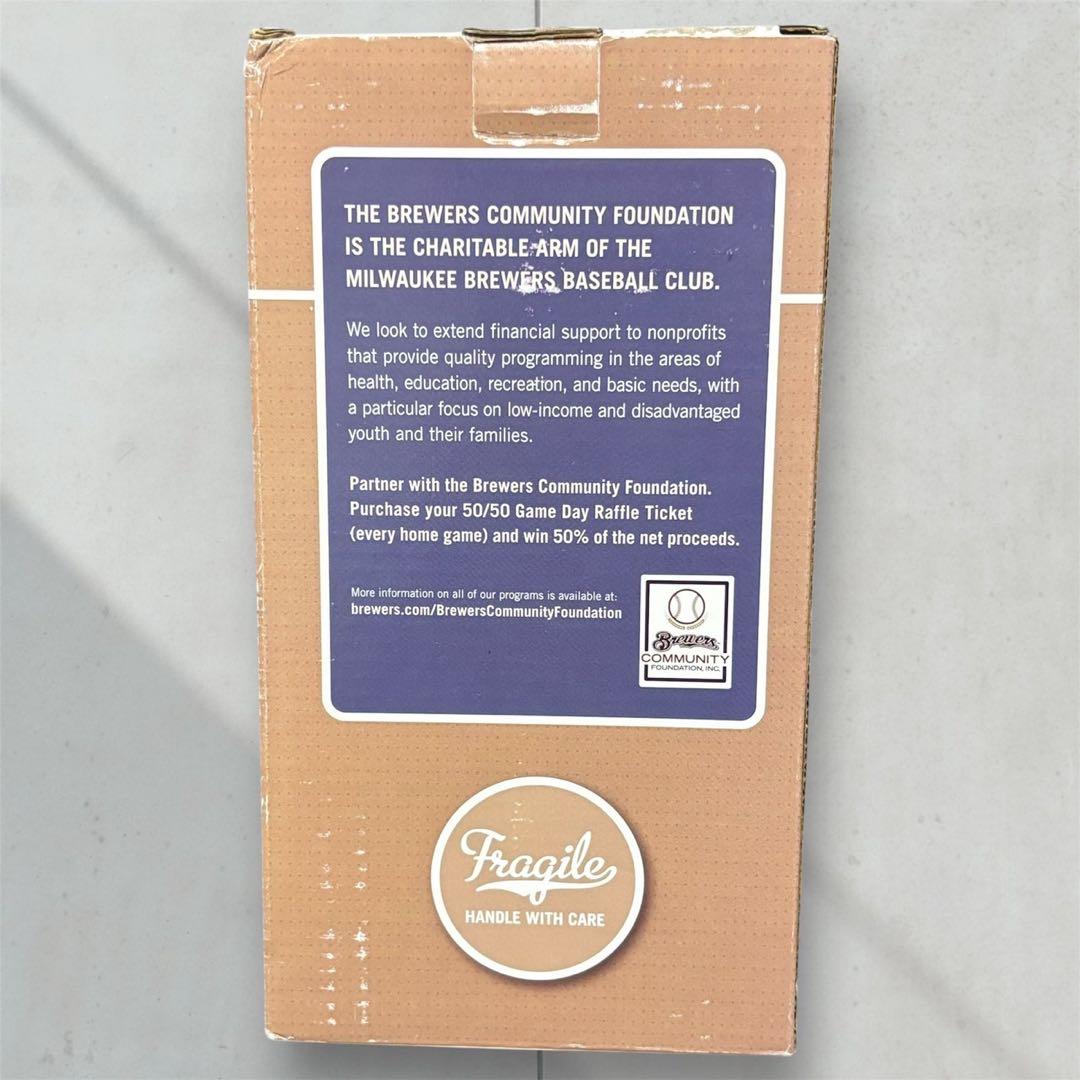 THE BREWERS COMMUNITY FOUNDATION
IS THE CHARITABLE ARM OF THE
MILWAUKEE BREWERS BASEBALL CLUB.
We look to extend financial support to nonprofits
that provide quality programming in the areas of
health, education, recreation, and basic needs, with
a particular focus on low-income and disadvantaged
youth and their families.
Partner with the Brewers Community Foundation.
Purchase your 50/50 Game Day Raffle Ticket
(every home game) and win 50% of the net proceeds.
More information on all of our programs is available at:
brewers.com/BrewersCommunityFoundation
Brewers
COMMUNITY
FOUNDATION, INC.
Fragile
HANDLE WITH CARE